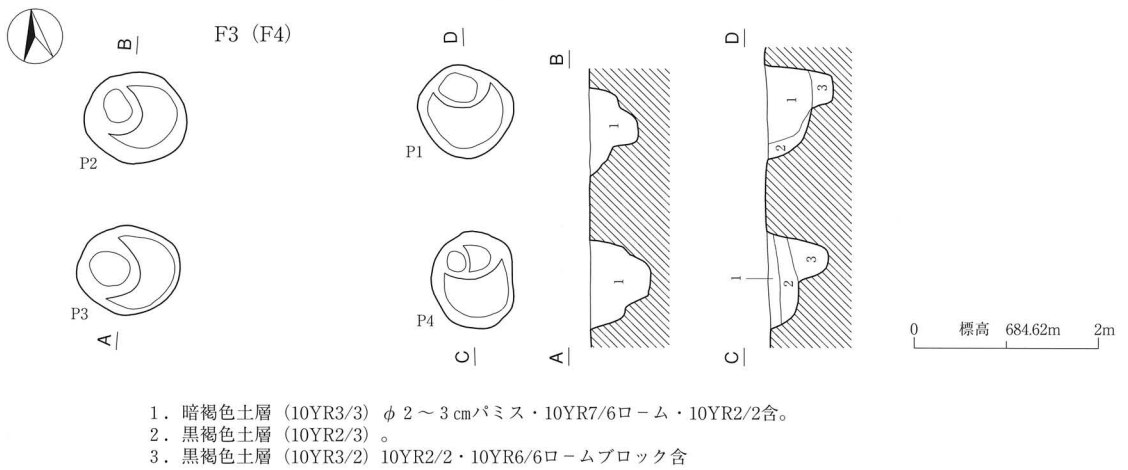 F3 (F4)
B
D
P2
P1
P3
P4
A
C
B
1
1
A
D
1
3
2
3
1
2
C
0 標高 684.62m 2m
1．暗褐色土層（10YR3/3）φ2～3㎝パミス・10YR7/6ローム・10YR2/2含。
2．黒褐色土層（10YR2/3）。
3．黒褐色土層（10YR3/2）10YR2/2・10YR6/6ロームブロック含